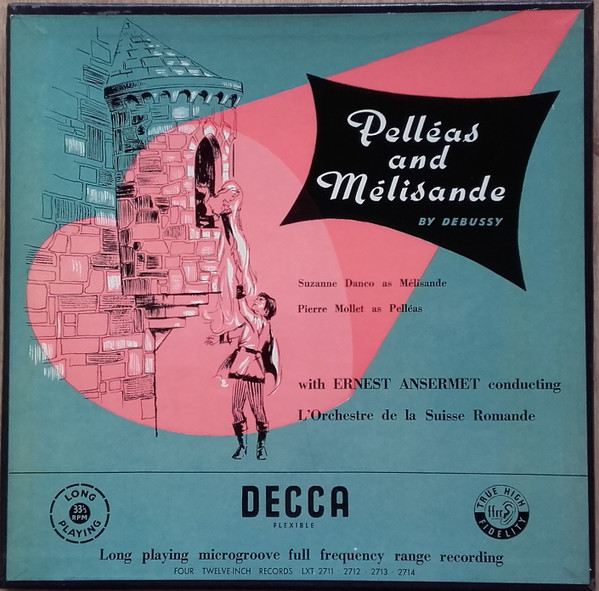 Pelléas
and
Mélisande
BY DEBUSSY
Suzanne Danco as Mélisande
Pierre Mollet as Pelléas
with ERNEST ANSERMET conducting
L'Orchestre de la Suisse Romande
LONG
33⅓
RPM
PLAYING
DECCA
FLEXIBLE
TRUE HIGH
ffrr
FIDELITY
Long playing microgroove full frequency range recording
FOUR TWELVE-INCH RECORDS LXT 2711 · 2712 · 2713 · 2714